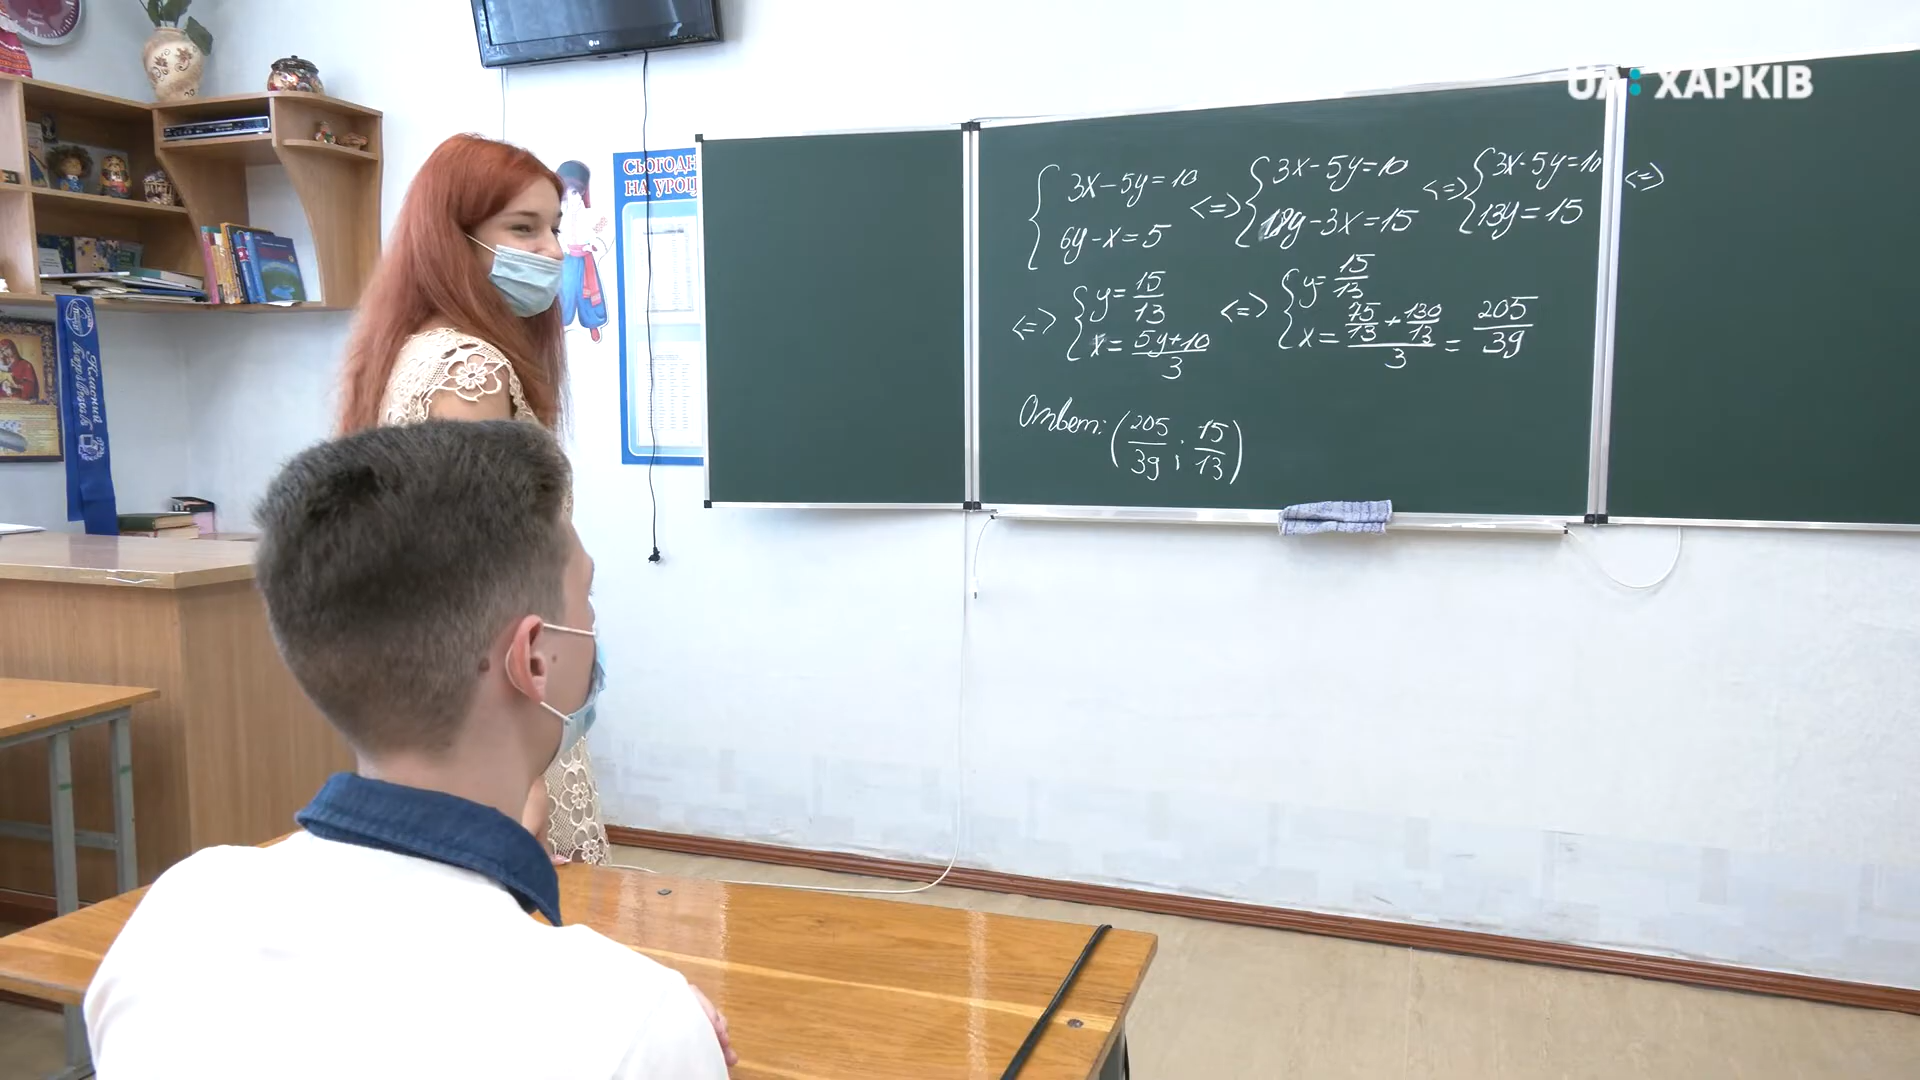 UA: ХАРКІВ
СЬОГОДН
НА УРОЦ
3x-5y=10 <=> 3x-5y=10 <=> 3x-5y=10 <=>
6y-x=5 18y-3x=15 13y=15
<=> y=15/13 <=> y=15/13
x=(5y+10)/3 x=(75/13+130/13)/3=205/39
Ответ: (205/39; 15/13)
LG